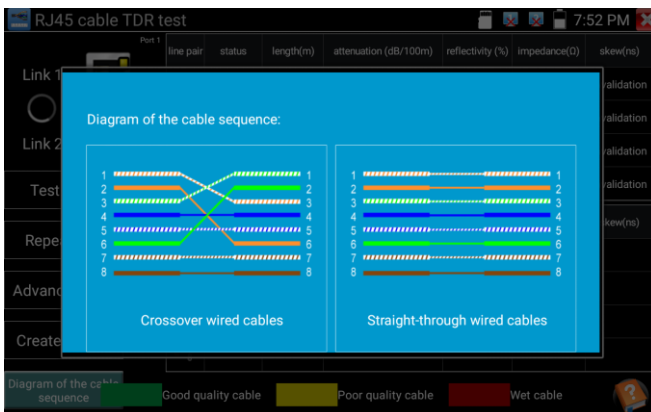 RJ45 cable TDR test
7:52 PM
Port 1
line pair status length(m) attenuation (dB/100m) reflectivity (%) impedance(Ω) skew(ns)
Link 1
validation
Diagram of the cable sequence:
validation
Link 2
validation
Test
validation
1 1 1 1
2 2 2 2
3 3 3 3
4 4 4 4
5 5 5 5
6 6 6 6
7 7 7 7
8 8 8 8
skew(ns)
Repe
Advanc
Crossover wired cables
Straight-through wired cables
Create
Diagram of the cable
sequence
Good quality cable
Poor quality cable
Wet cable
?